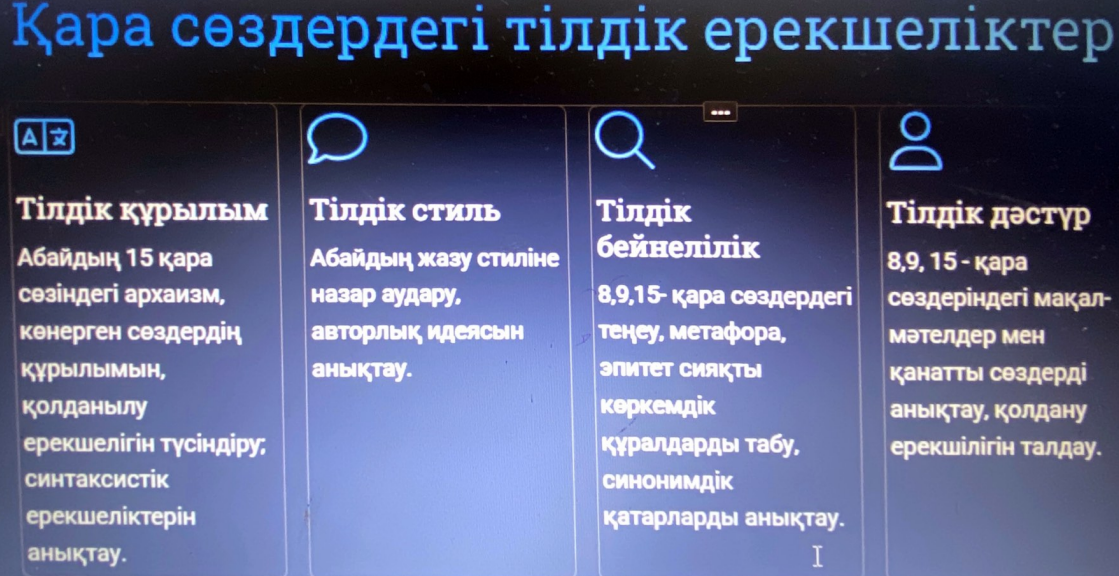 Қара сөздердегі тілдік ерекшеліктер
Тілдік құрылым
Абайдың 15 қара
сөзіндегі архаизм,
көнерген сөздердің
құрылымын,
қолданылу
ерекшелігін түсіндіру;
синтаксистік
ерекшеліктерін
анықтау.
Тілдік стиль
Абайдың жазу стиліне
назар аудару,
авторлық идеясын
анықтау.
Тілдік
бейнелілік
8,9,15- қара сөздердегі
теңеу, метафора,
эпитет сияқты
көркемдік
құралдарды табу,
синонимдік
қатарларды анықтау.
Тілдік дәстүр
8,9, 15 - қара
сөздеріндегі мақал-
мәтелдер мен
қанатты сөздерді
анықтау, қолдану
ерекшілігін талдау.